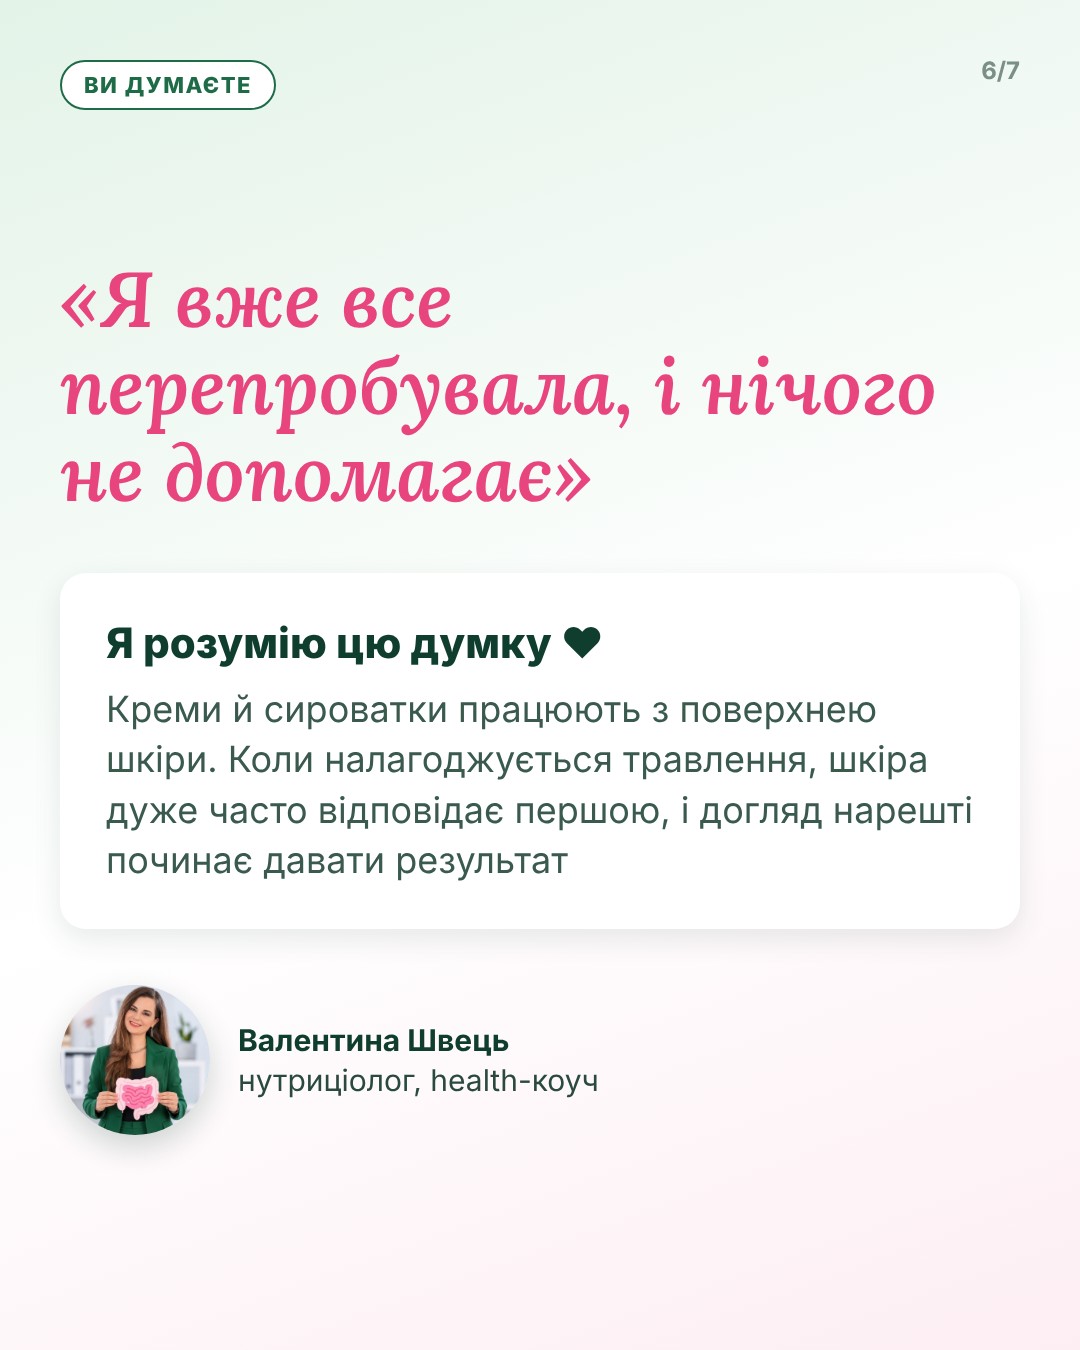 ВИ ДУМАЄТЕ
6/7
«Я вже все
перепробувала, і нічого
не допомагає»
Я розумію цю думку ♥
Креми й сироватки працюють з поверхнею
шкіри. Коли налагоджується травлення, шкіра
дуже часто відповідає першою, і догляд нарешті
починає давати результат
Валентина Швець
нутриціолог, health-коуч